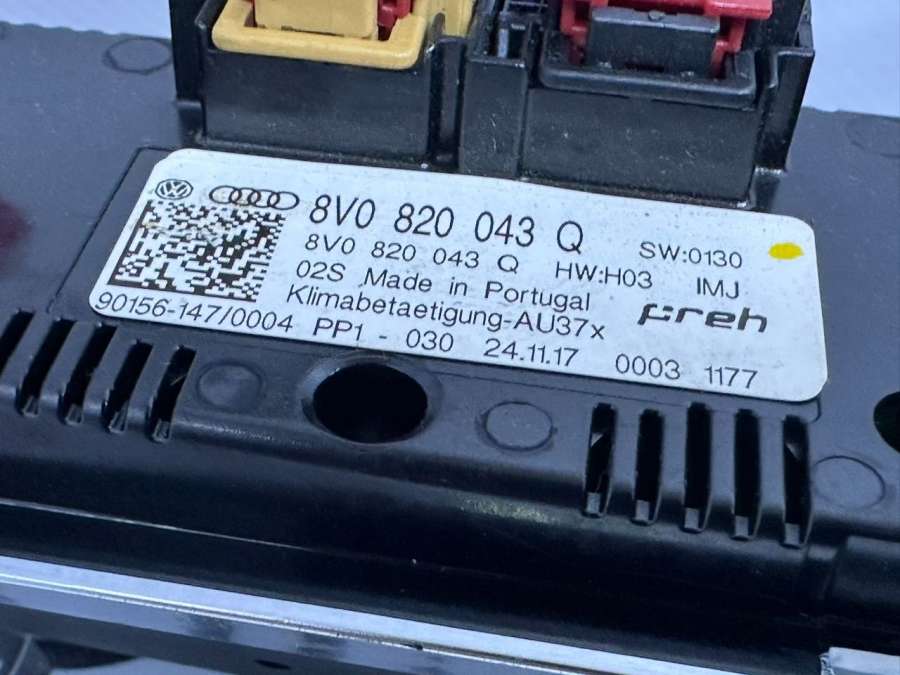 8V0 820 043 Q
8V0 820 043 Q SW:0130
02S Made in Portugal HW:H03 IMJ
Klimabetaetigung-AU37x Preh
90156-147/0004 PP1 - 030 24.11.17 0003 1177